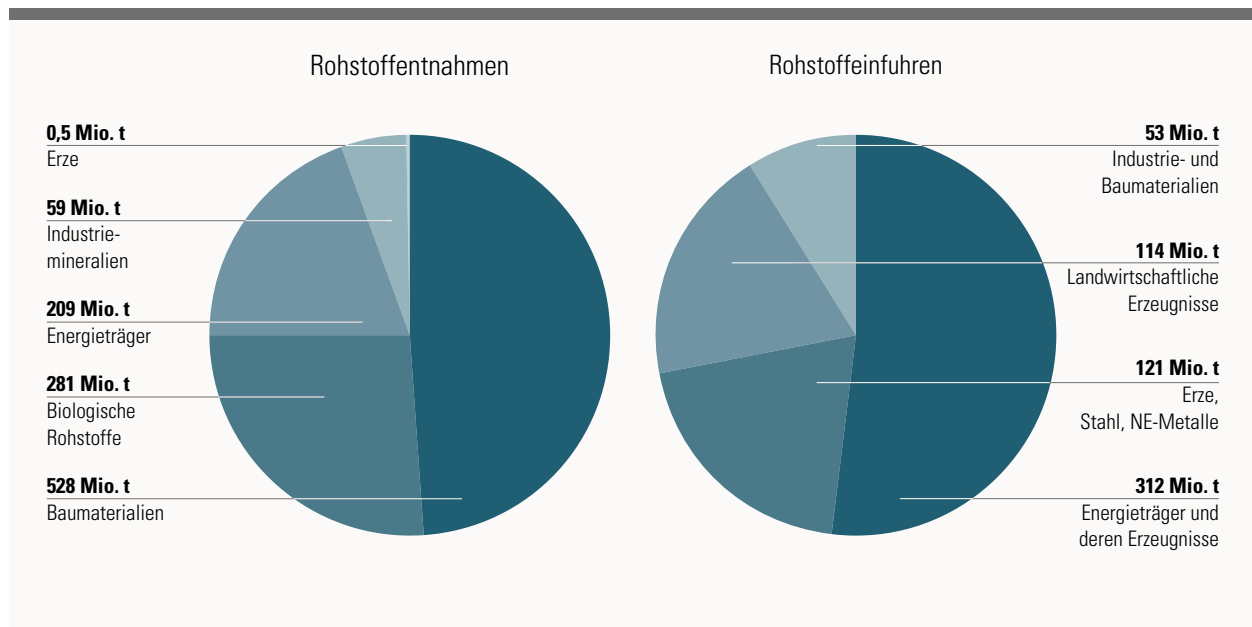 Rohstoffentnahmen
0,5 Mio. t
Erze
59 Mio. t
Industrie-
mineralien
209 Mio. t
Energieträger
281 Mio. t
Biologische
Rohstoffe
528 Mio. t
Baumaterialien
Rohstoffeinfuhren
53 Mio. t
Industrie- und
Baumaterialien
114 Mio. t
Landwirtschaftliche
Erzeugnisse
121 Mio. t
Erze,
Stahl, NE-Metalle
312 Mio. t
Energieträger und
deren Erzeugnisse